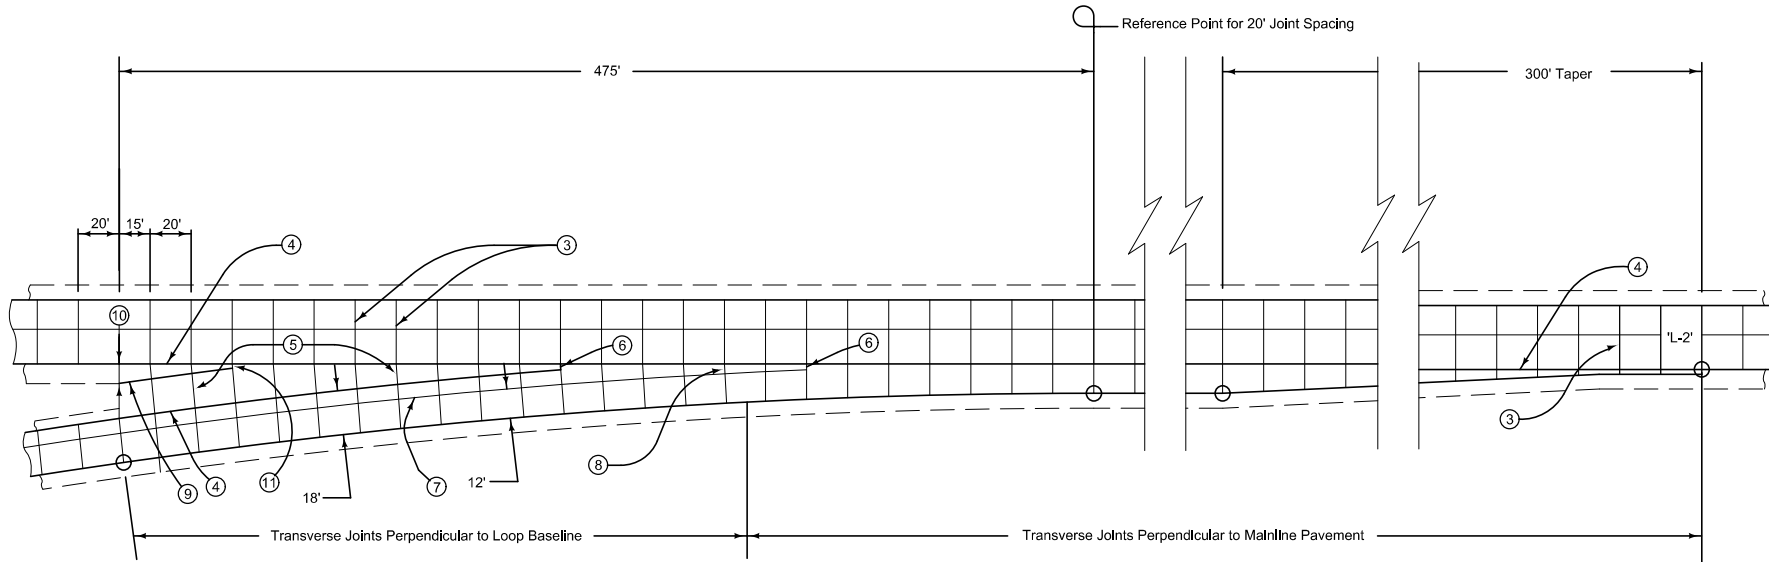 Reference Point for 20' Joint Spacing
475'
300' Taper
20' 15' 20'
4
3
4
10
5
6
6
'L-2'
3
9
4
11
18'
7
12'
8
Transverse Joints Perpendicular to Loop Baseline
Transverse Joints Perpendicular to Mainline Pavement